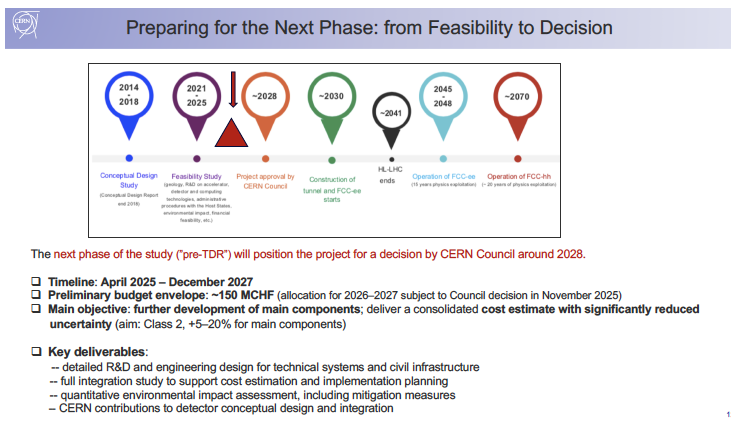 CERN
Preparing for the Next Phase: from Feasibility to Decision
2014
-
2018
2021
-
2025
~2028
~2030
~2041
2045
-
2048
~2070
Conceptual Design
Study
(Conceptual Design Report
end 2018)
Feasibility Study
(geology, R&D on accelerator,
detector and computing
technologies, administrative
procedures with the Host States,
environmental impact, financial
feasibility, etc.)
Project approval by
CERN Council
Construction of
tunnel and FCC-ee
starts
HL-LHC
ends
Operation of FCC-ee
(15 years physics exploitation)
Operation of FCC-hh
(~ 20 years of physics exploitation)
The next phase of the study ("pre-TDR") will position the project for a decision by CERN Council around 2028.
❑ Timeline: April 2025 – December 2027
❑ Preliminary budget envelope: ~150 MCHF (allocation for 2026–2027 subject to Council decision in November 2025)
❑ Main objective: further development of main components; deliver a consolidated cost estimate with significantly reduced
uncertainty (aim: Class 2, +5–20% for main components)
❑ Key deliverables:
-- detailed R&D and engineering design for technical systems and civil infrastructure
-- full integration study to support cost estimation and implementation planning
-- quantitative environmental impact assessment, including mitigation measures
– CERN contributions to detector conceptual design and integration
1